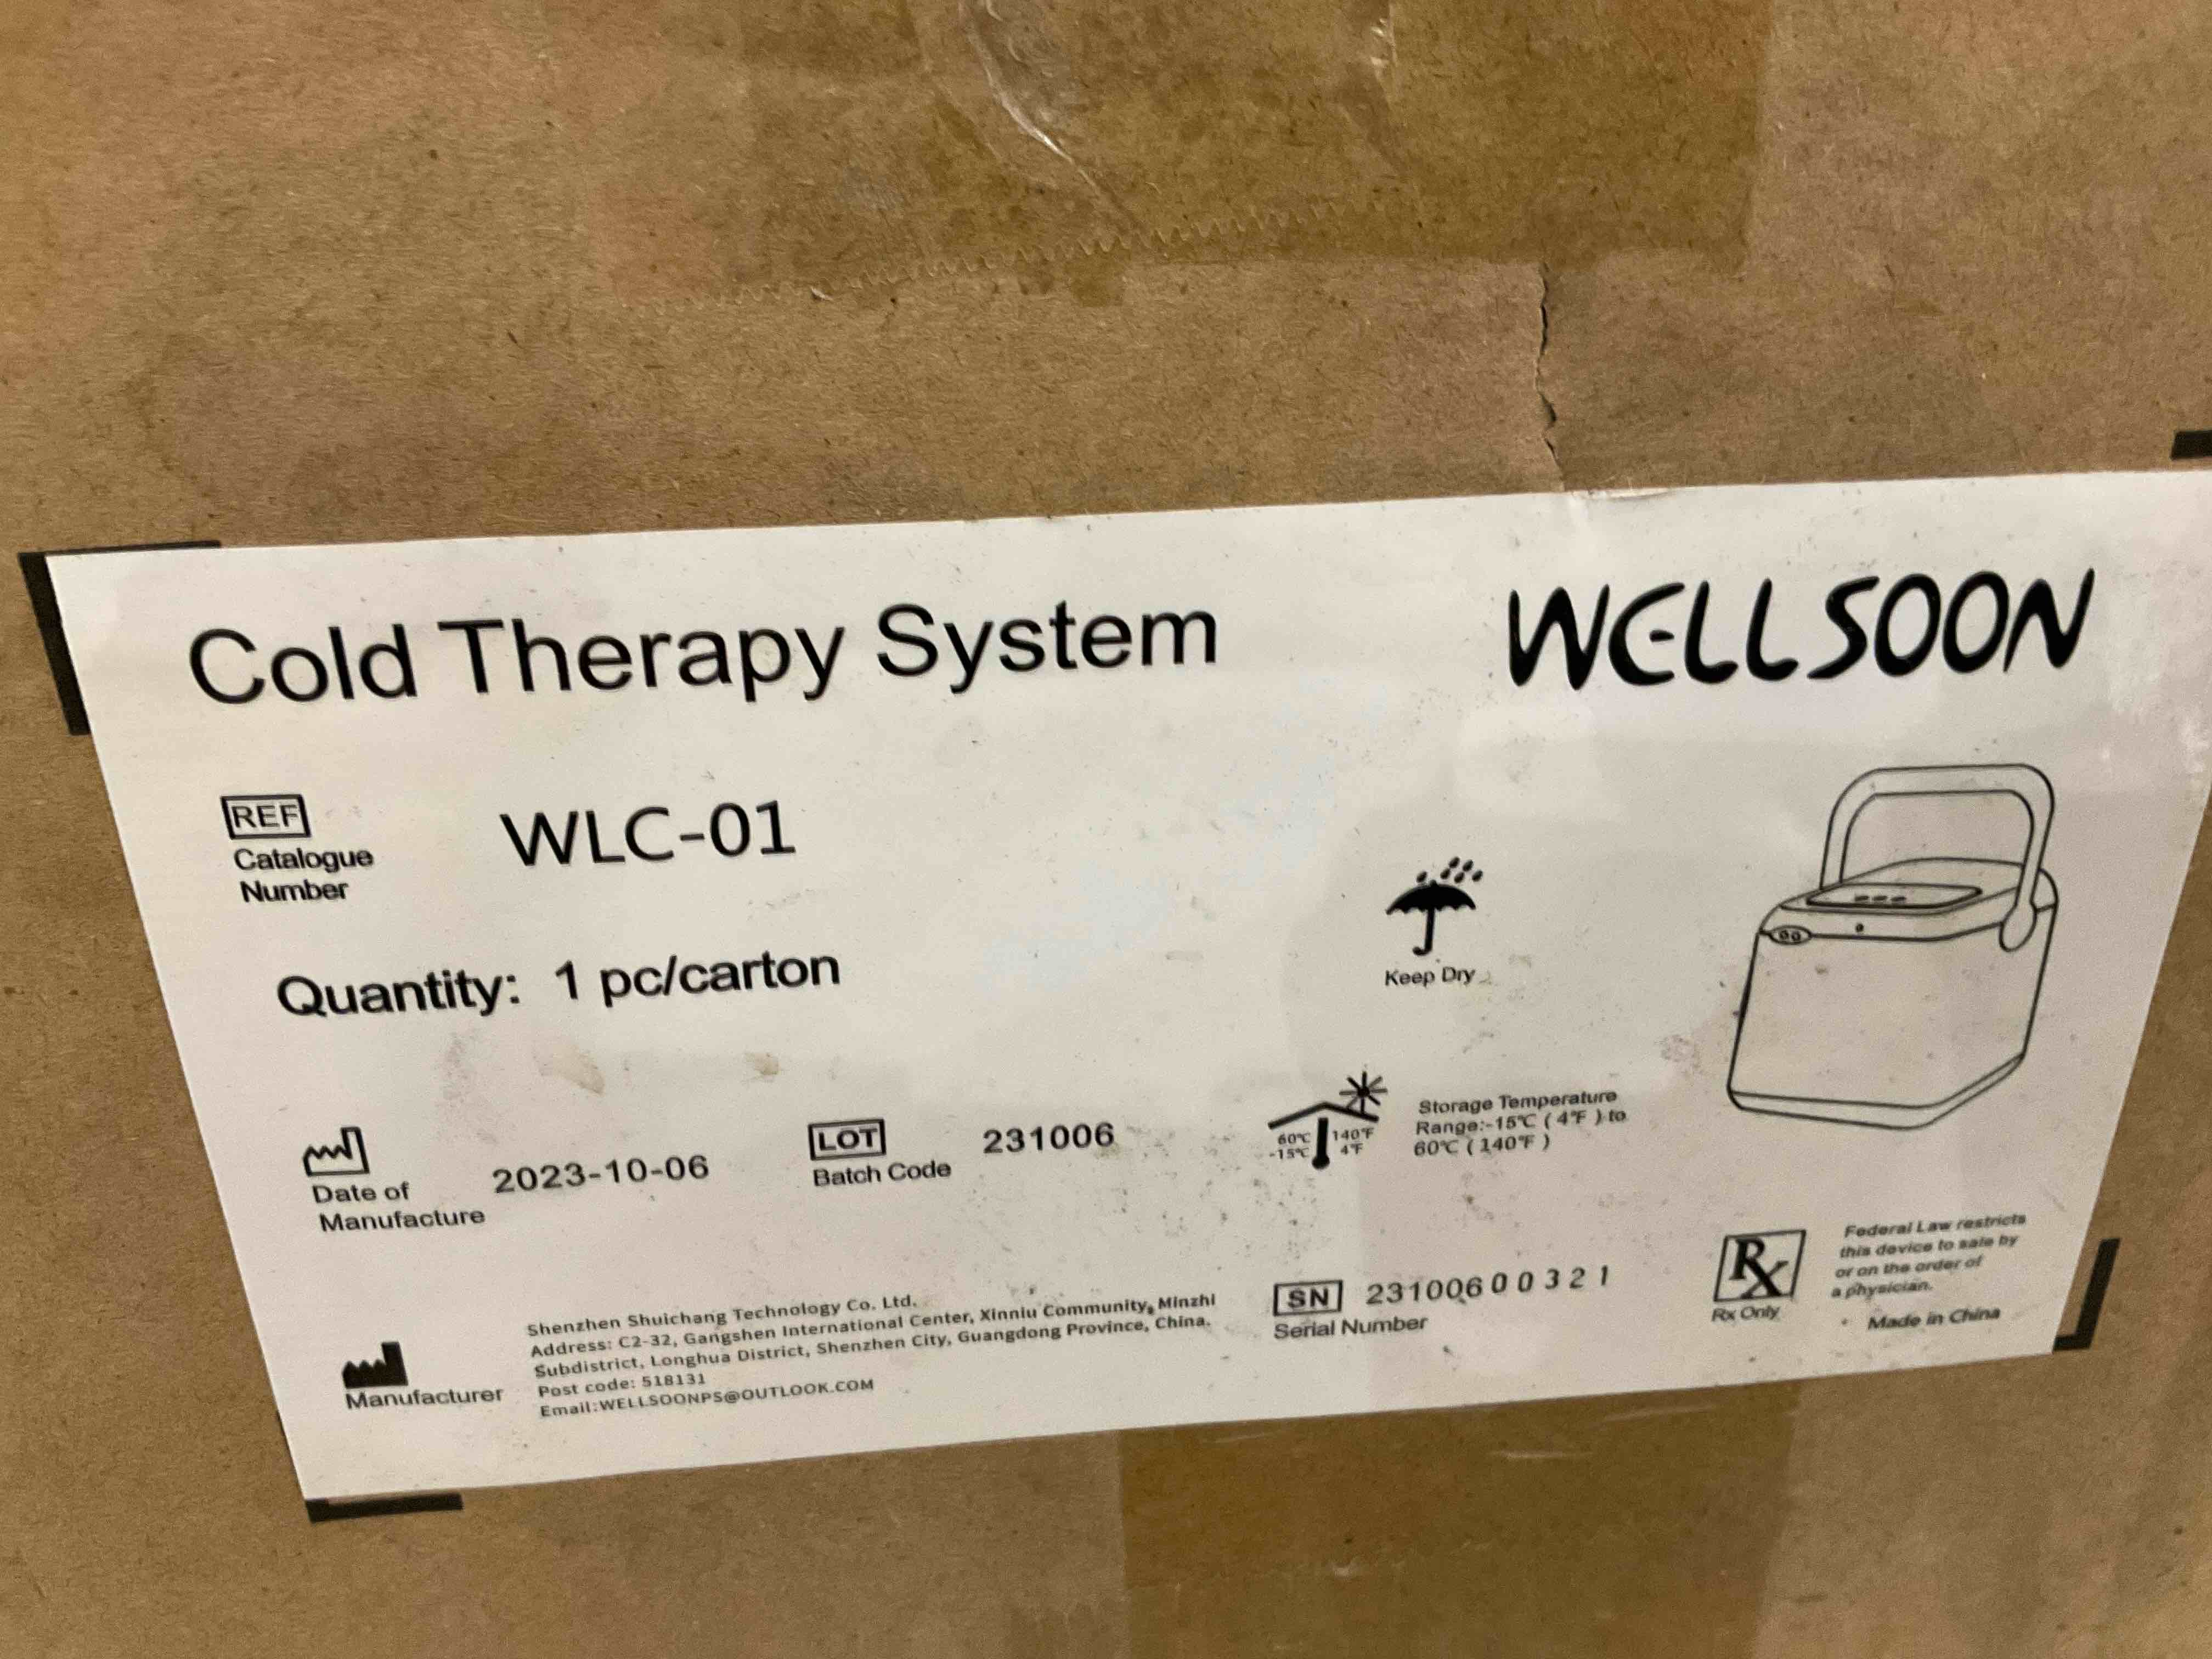 Cold Therapy System
WELLSOON
REF
Catalogue
Number
WLC-01
Quantity: 1 pc/carton
Keep Dry
Date of
Manufacture
2023-10-06
LOT
Batch Code
231006
60℃
-15℃
140℉
4℉
Storage Temperature
Range:-15℃ ( 4℉ ) to
60℃ ( 140℉ )
Manufacturer
Shenzhen Shuichang Technology Co. Ltd.
Address: C2-32, Gangshen International Center, Xinniu Community, Minzhi
Subdistrict, Longhua District, Shenzhen City, Guangdong Province, China.
Post code: 518131
Email:WELLSOONPS@OUTLOOK.COM
SN
Serial Number
23100600321
Rx
Rx Only
Federal Law restricts
this device to sale by
or on the order of
a physician.
Made in China